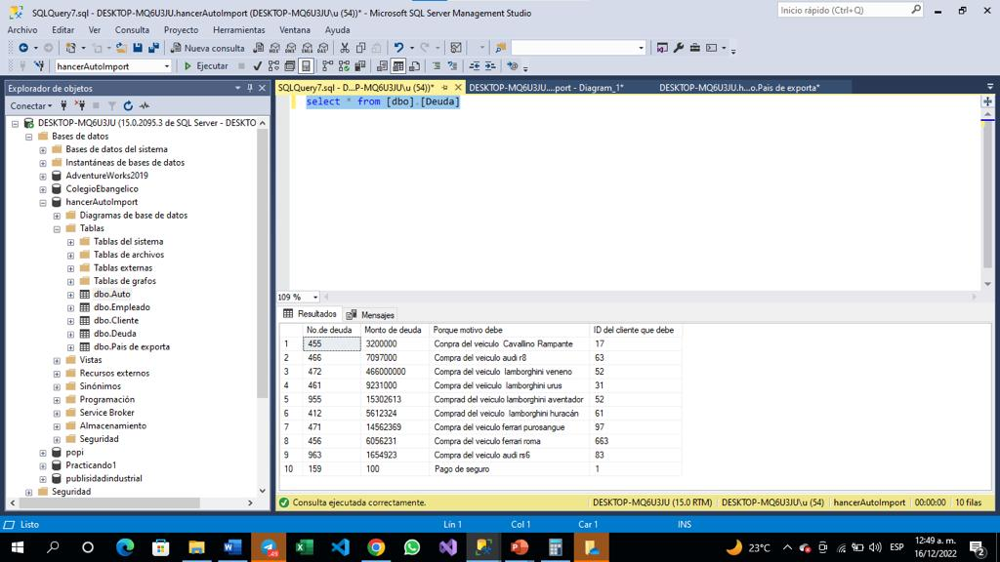 SQLQuery7.sql - DESKTOP-MQ6U3JU.hancerAutoImport (DESKTOP-MQ6U3JU\u (54))* - Microsoft SQL Server Management Studio
Inicio rápido (Ctrl+Q)
Archivo Editar Ver Consulta Proyecto Herramientas Ventana Ayuda
Nueva consulta
hancerAutoImport Ejecutar
Explorador de objetos
SQLQuery7.sql - D...P-MQ6U3JU\u (54))* DESKTOP-MQ6U3JU....port - Diagram_1* DESKTOP-MQ6U3JU.h...o.Pais de exporta*
Conectar
select * from [dbo].[Deuda]
DESKTOP-MQ6U3JU (15.0.2095.3 de SQL Server - DESKTO
Bases de datos
Bases de datos del sistema
Instantáneas de bases de datos
AdventureWorks2019
ColegioEbangelico
hancerAutoImport
Diagramas de base de datos
Tablas
Tablas del sistema
Tablas de archivos
Tablas externas
Tablas de grafos
dbo.Auto
dbo.Empleado
dbo.Cliente
dbo.Deuda
dbo.Pais de exporta
Vistas
Recursos externos
Sinónimos
Programación
Service Broker
Almacenamiento
Seguridad
popi
Practicando1
publisidadindustrial
Seguridad
109 %
Resultados Mensajes
No.de deuda Monto de deuda Porque motivo debe ID del cliente que debe
1 455 3200000 Conpra del veiculo Cavallino Rampante 17
2 466 7097000 Compra del veiculo audi r8 63
3 472 466000000 Compra del veiculo lamborghini veneno 52
4 461 9231000 Compra del veiiculo lamborghini urus 31
5 955 15302613 Comprad del veiculo lamborghini aventador 52
6 412 5612324 Comprad del veiculo lamborghini huracán 61
7 471 14562369 Compra del veiculo ferrari purosangue 97
8 456 6056231 Compra del veiculo ferrari roma 663
9 963 1654923 Compra del veiculo audi rs6 83
10 159 100 Pago de seguro 1
Consulta ejecutada correctamente. DESKTOP-MQ6U3JU (15.0 RTM) DESKTOP-MQ6U3JU\u (54) hancerAutoImport 00:00:00 10 filas
Listo Lín 1 Col 1 Car 1 INS
23°C ESP 12:49 a. m.
16/12/2022